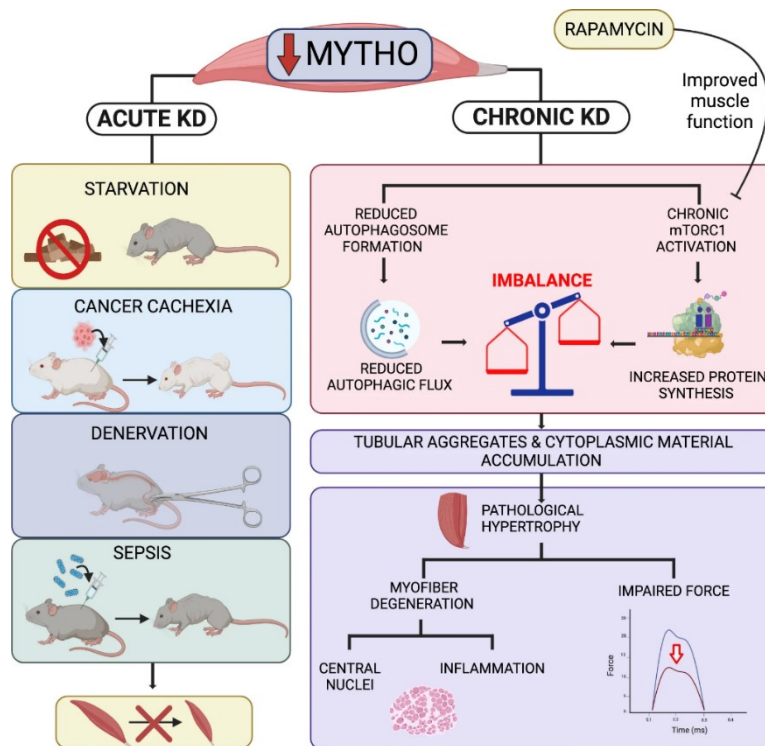 MYTHO
RAPAMYCIN
Improved
muscle
function
ACUTE KD
CHRONIC KD
STARVATION
CANCER CACHEXIA
DENERVATION
SEPSIS
REDUCED
AUTOPHAGOSOME
FORMATION
CHRONIC
mTORC1
ACTIVATION
IMBALANCE
REDUCED
AUTOPHAGIC FLUX
INCREASED PROTEIN
SYNTHESIS
TUBULAR AGGREGATES & CYTOPLASMIC MATERIAL
ACCUMULATION
PATHOLOGICAL
HYPERTROPHY
MYOFIBER
DEGENERATION
IMPAIRED FORCE
CENTRAL
NUCLEI
INFLAMMATION
Force
Time (ms)